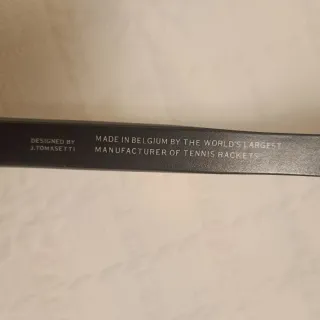 DESIGNED BY
J.TOMASETTI
MADE IN BELGIUM BY THE WORLD'S LARGEST
MANUFACTURER OF TENNIS RACKETS